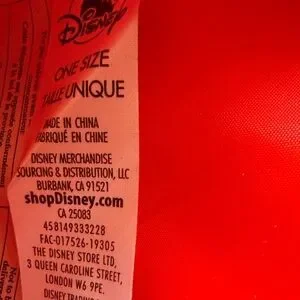 Disney
ONE SIZE
TAILLE UNIQUE
MADE IN CHINA
FABRIQUÉ EN CHINE
DISNEY MERCHANDISE
SOURCING & DISTRIBUTION, LLC
BURBANK, CA 91521
shopDisney.com
CA 25083
458149333228
FAC-017526-19305
THE DISNEY STORE LTD,
3 QUEEN CAROLINE STREET,
LONDON W6 9PE.
DISNEY TRADING